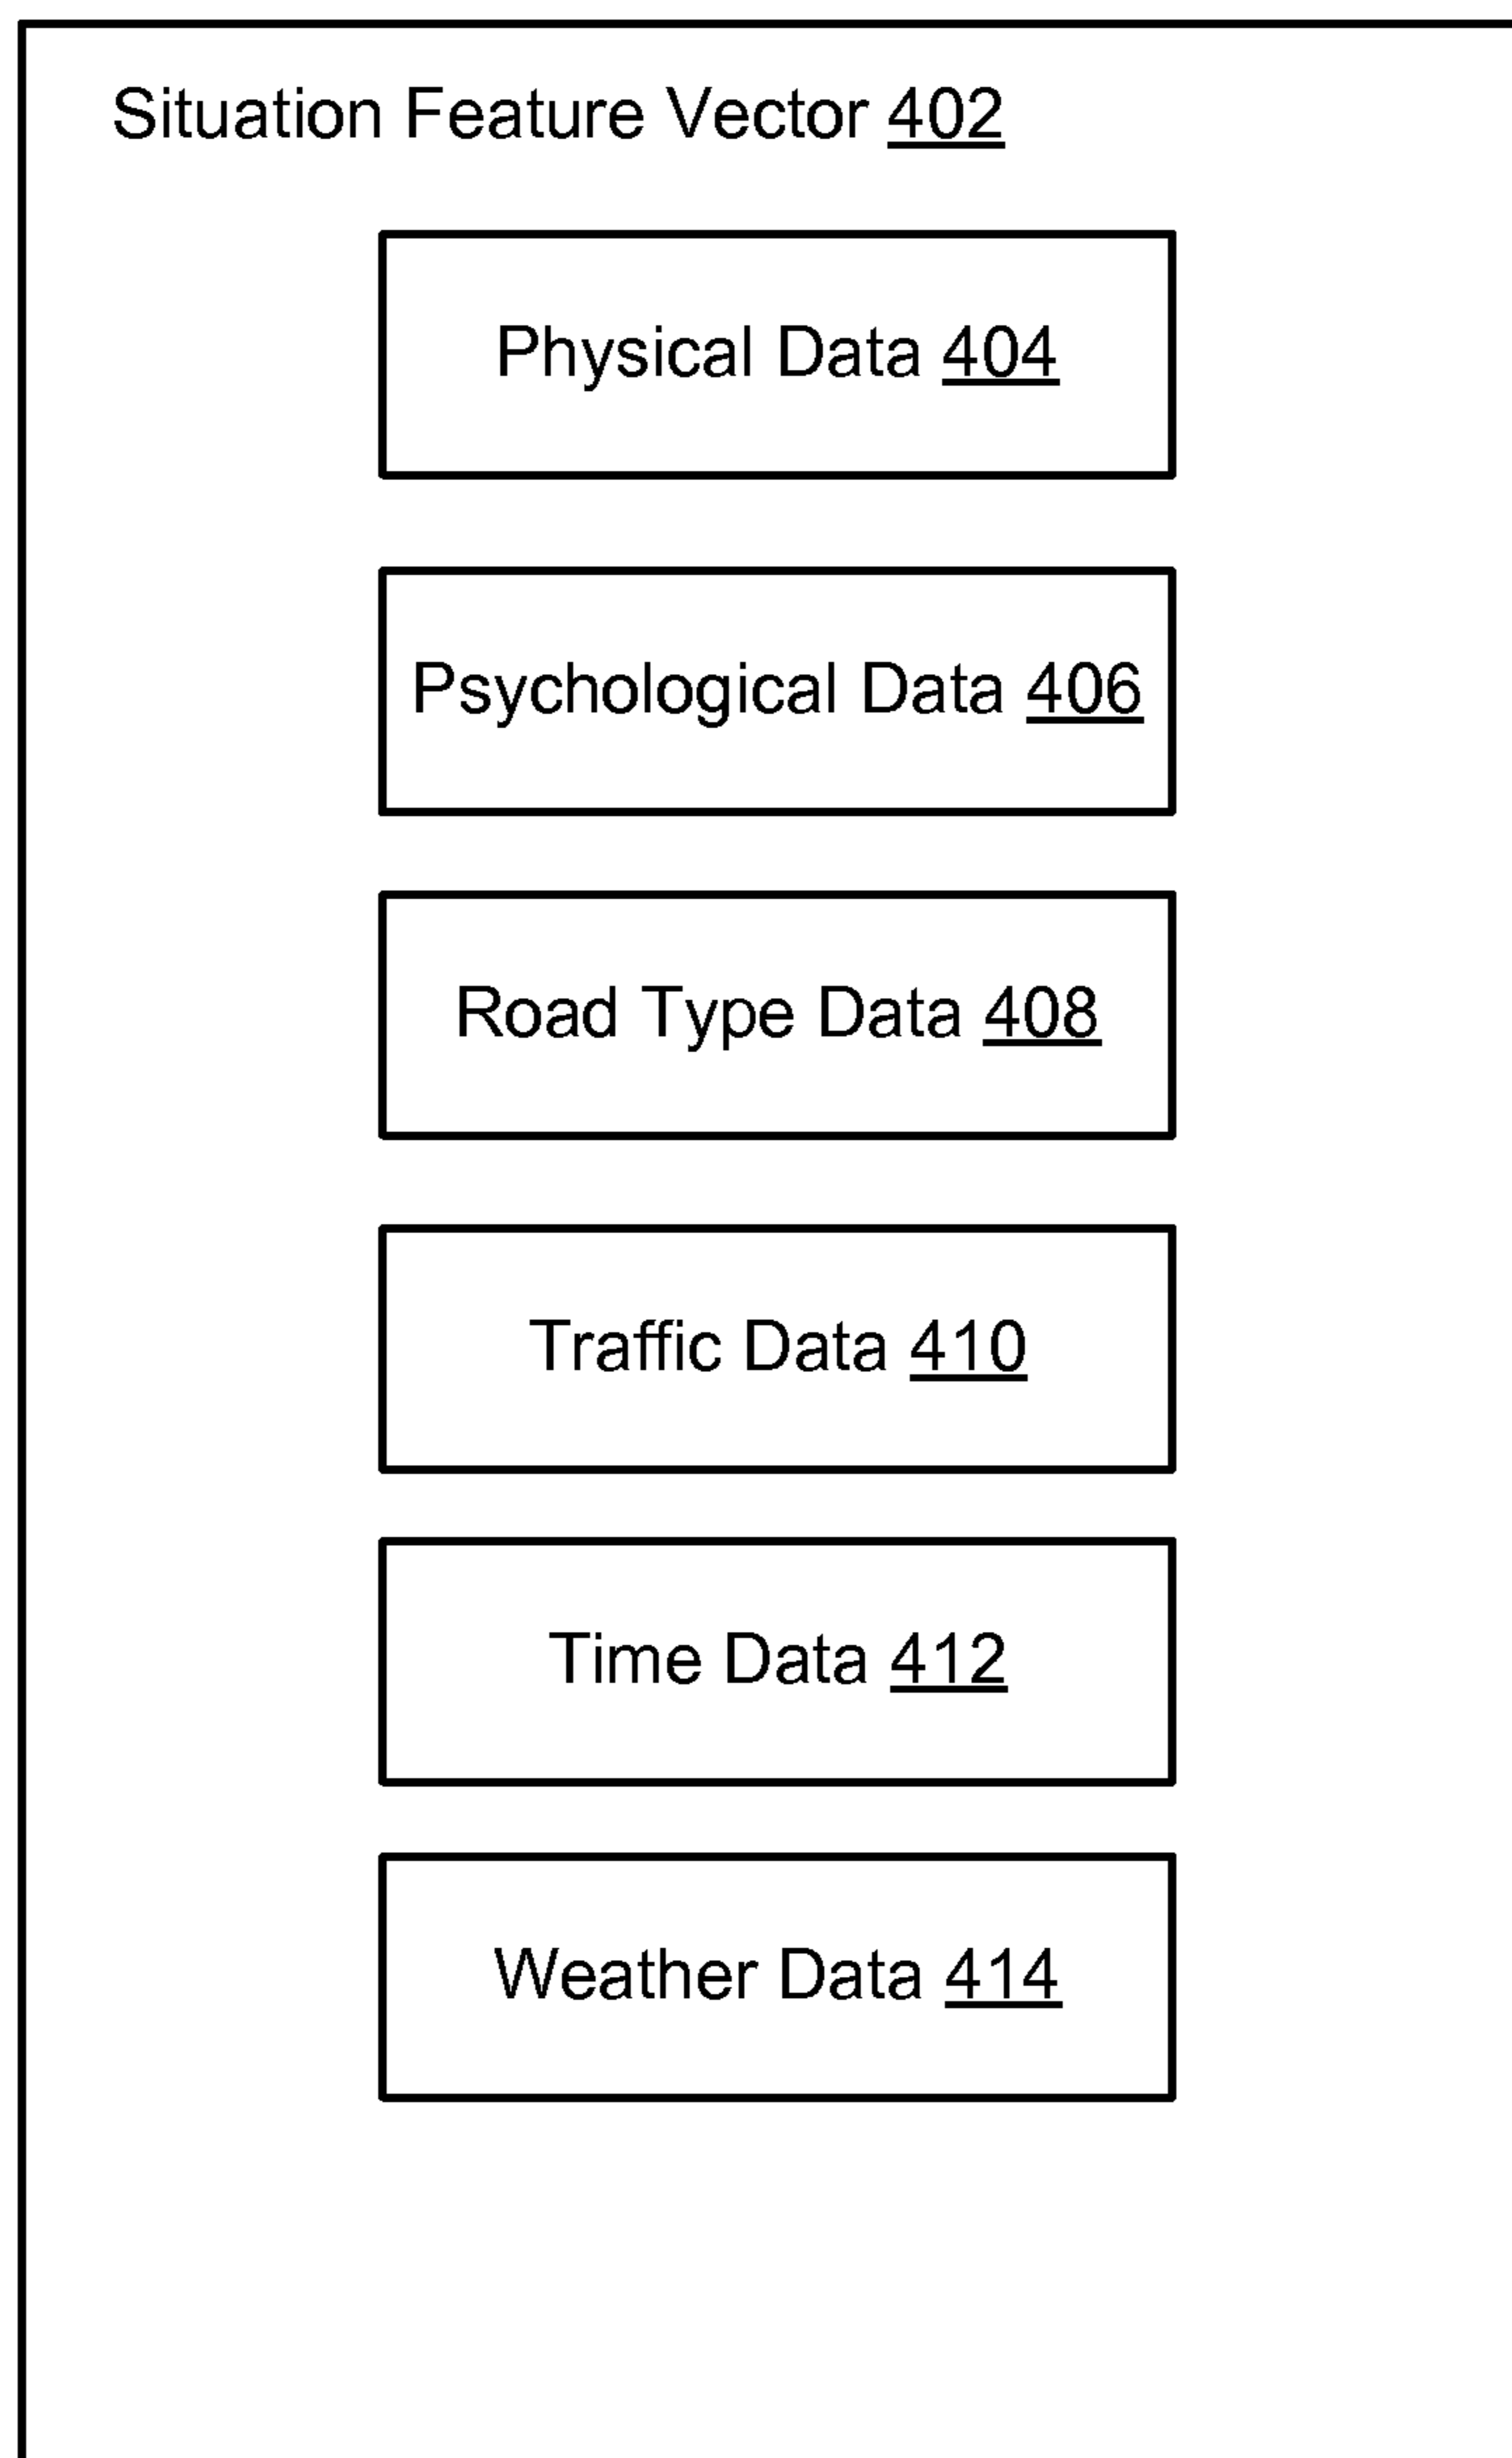 Situation Feature Vector 402
Physical Data 404
Psychological Data 406
Road Type Data 408
Traffic Data 410
Time Data 412
Weather Data 414